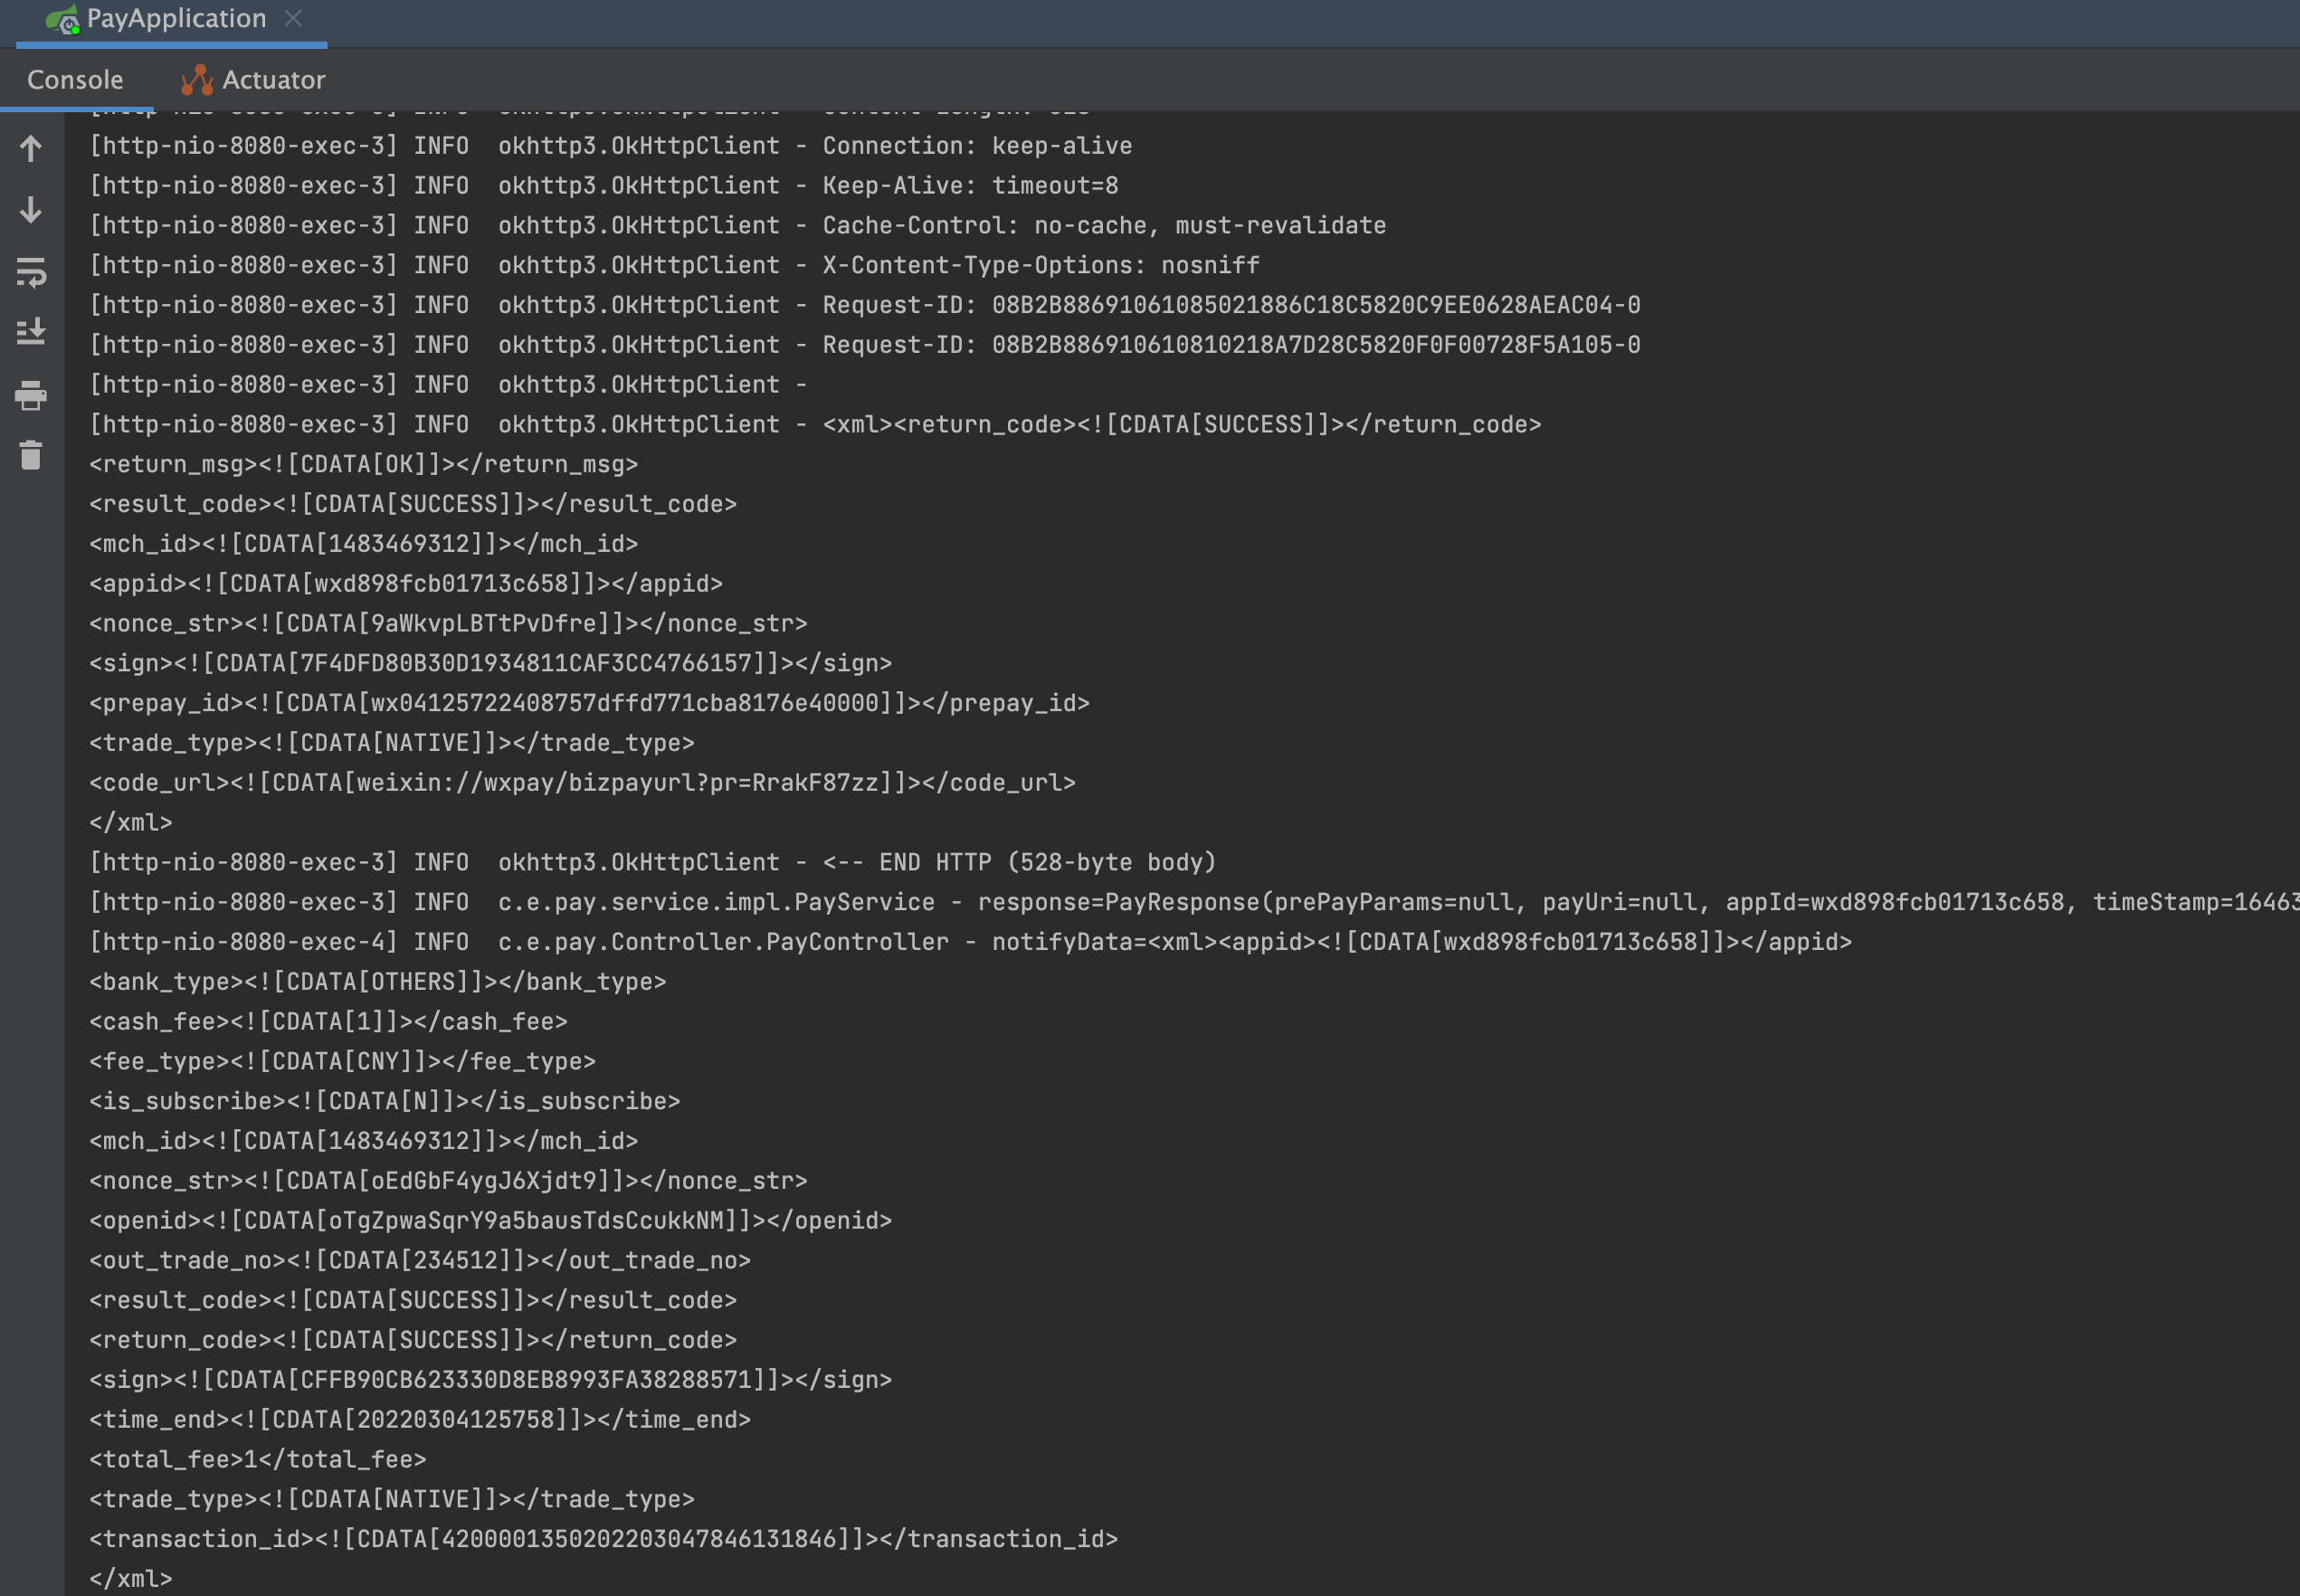 PayApplication
Console Actuator
[http-nio-8080-exec-3] INFO  okhttp3.OkHttpClient - Connection: keep-alive
[http-nio-8080-exec-3] INFO  okhttp3.OkHttpClient - Keep-Alive: timeout=8
[http-nio-8080-exec-3] INFO  okhttp3.OkHttpClient - Cache-Control: no-cache, must-revalidate
[http-nio-8080-exec-3] INFO  okhttp3.OkHttpClient - X-Content-Type-Options: nosniff
[http-nio-8080-exec-3] INFO  okhttp3.OkHttpClient - Request-ID: 08B2B88691061085021886C18C5820C9EE0628AEAC04-0
[http-nio-8080-exec-3] INFO  okhttp3.OkHttpClient - Request-ID: 08B2B886910610810218A7D28C5820F0F00728F5A105-0
[http-nio-8080-exec-3] INFO  okhttp3.OkHttpClient -
[http-nio-8080-exec-3] INFO  okhttp3.OkHttpClient - <xml><return_code><![CDATA[SUCCESS]]></return_code>
<return_msg><![CDATA[OK]]></return_msg>
<result_code><![CDATA[SUCCESS]]></result_code>
<mch_id><![CDATA[1483469312]]></mch_id>
<appid><![CDATA[wxd898fcb01713c658]]></appid>
<nonce_str><![CDATA[9aWkvpLBTtPvDfre]]></nonce_str>
<sign><![CDATA[7F4DFD80B30D1934811CAF3CC4766157]]></sign>
<prepay_id><![CDATA[wx04125722408757dffd771cba8176e40000]]></prepay_id>
<trade_type><![CDATA[NATIVE]]></trade_type>
<code_url><![CDATA[weixin://wxpay/bizpayurl?pr=RrakF87zz]]></code_url>
</xml>
[http-nio-8080-exec-3] INFO  okhttp3.OkHttpClient - <-- END HTTP (528-byte body)
[http-nio-8080-exec-3] INFO  c.e.pay.service.impl.PayService - response=PayResponse(prePayParams=null, payUri=null, appId=wxd898fcb01713c658, timeStamp=16463
[http-nio-8080-exec-4] INFO  c.e.pay.Controller.PayController - notifyData=<xml><appid><![CDATA[wxd898fcb01713c658]]></appid>
<bank_type><![CDATA[OTHERS]]></bank_type>
<cash_fee><![CDATA[1]]></cash_fee>
<fee_type><![CDATA[CNY]]></fee_type>
<is_subscribe><![CDATA[N]]></is_subscribe>
<mch_id><![CDATA[1483469312]]></mch_id>
<nonce_str><![CDATA[oEdGbF4ygJ6Xjdt9]]></nonce_str>
<openid><![CDATA[oTgZpwaSqrY9a5bausTdsCcukkNM]]></openid>
<out_trade_no><![CDATA[234512]]></out_trade_no>
<result_code><![CDATA[SUCCESS]]></result_code>
<return_code><![CDATA[SUCCESS]]></return_code>
<sign><![CDATA[CFFB90CB623330D8EB8993FA38288571]]></sign>
<time_end><![CDATA[20220304125758]]></time_end>
<total_fee>1</total_fee>
<trade_type><![CDATA[NATIVE]]></trade_type>
<transaction_id><![CDATA[4200001350202203047846131846]]></transaction_id>
</xml>